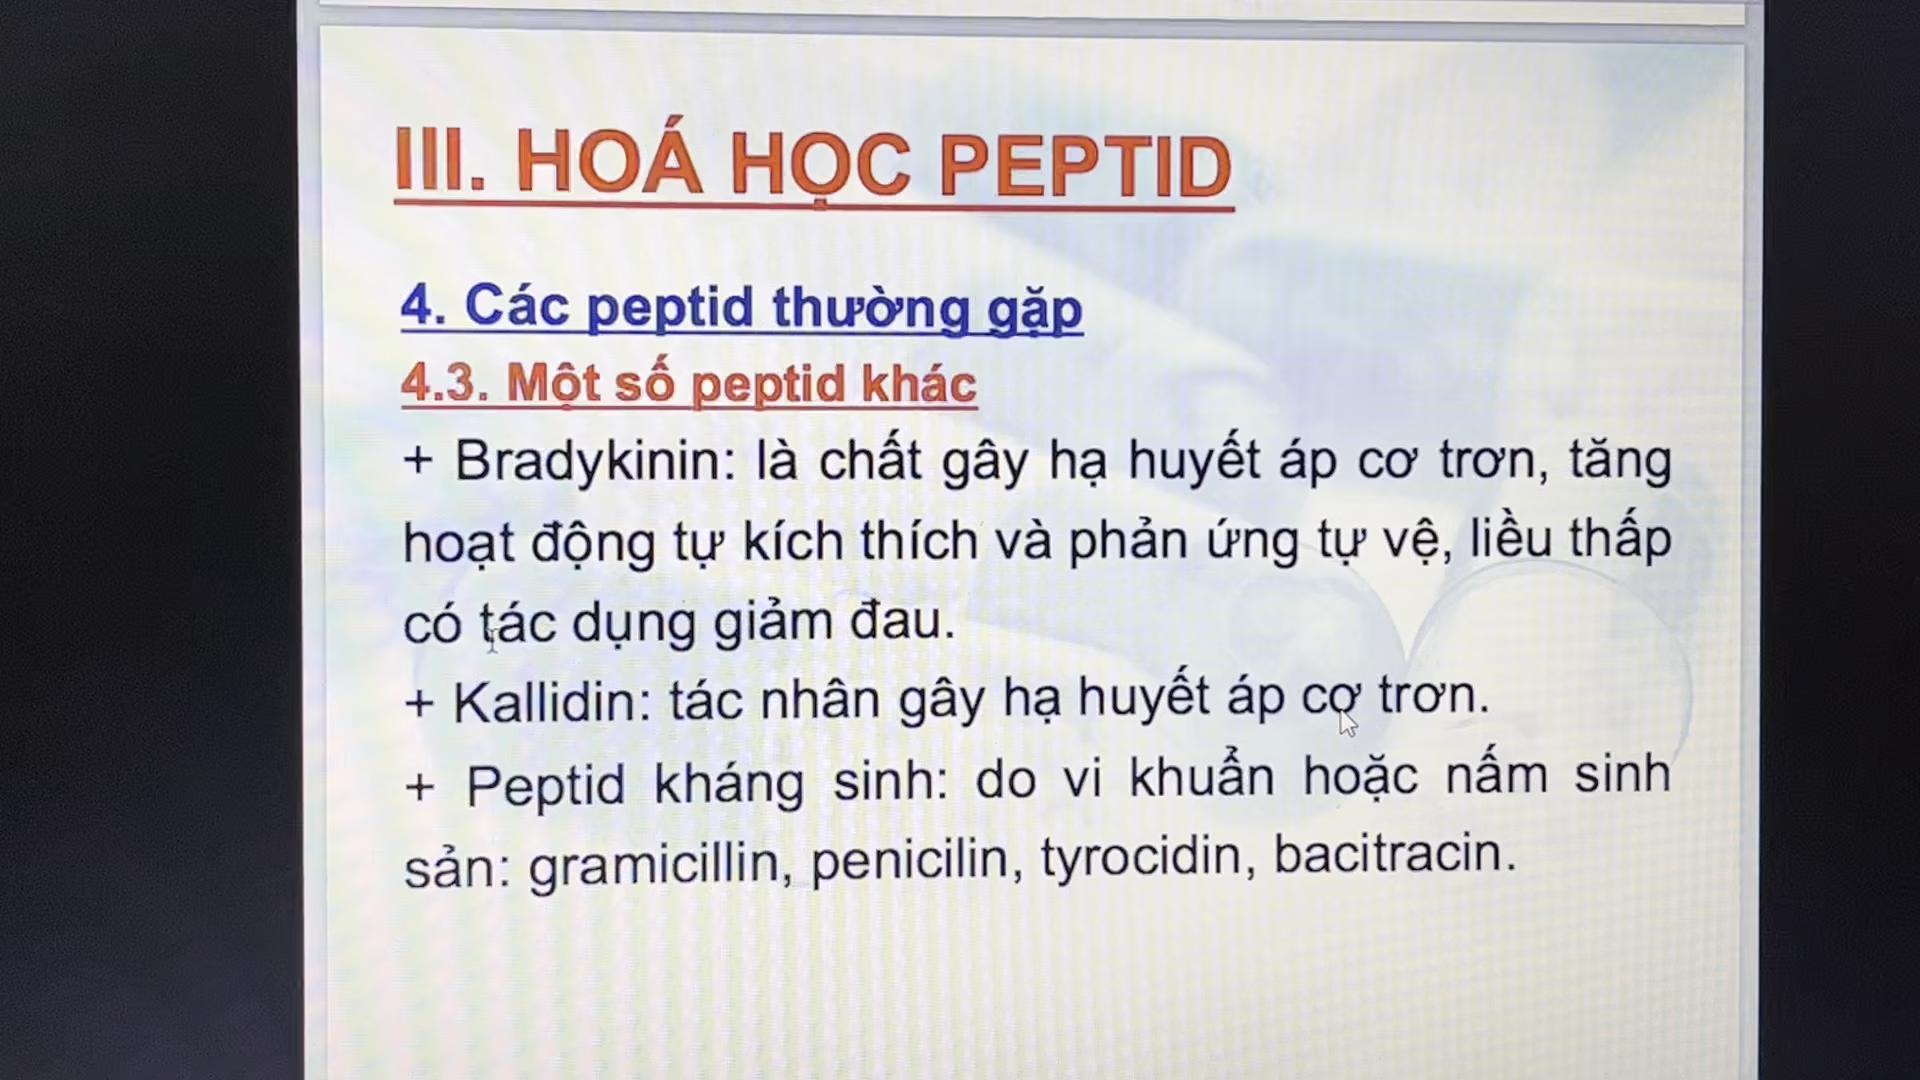 III. HOÁ HỌC PEPTID
4. Các peptid thường gặp
4.3. Một số peptid khác
+ Bradykinin: là chất gây hạ huyết áp cơ trơn, tăng
hoạt động tự kích thích và phản ứng tự vệ, liều thấp
có tác dụng giảm đau.
+ Kallidin: tác nhân gây hạ huyết áp cơ trơn.
+ Peptid kháng sinh: do vi khuẩn hoặc nấm sinh
sản: gramicillin, penicilin, tyrocidin, bacitracin.